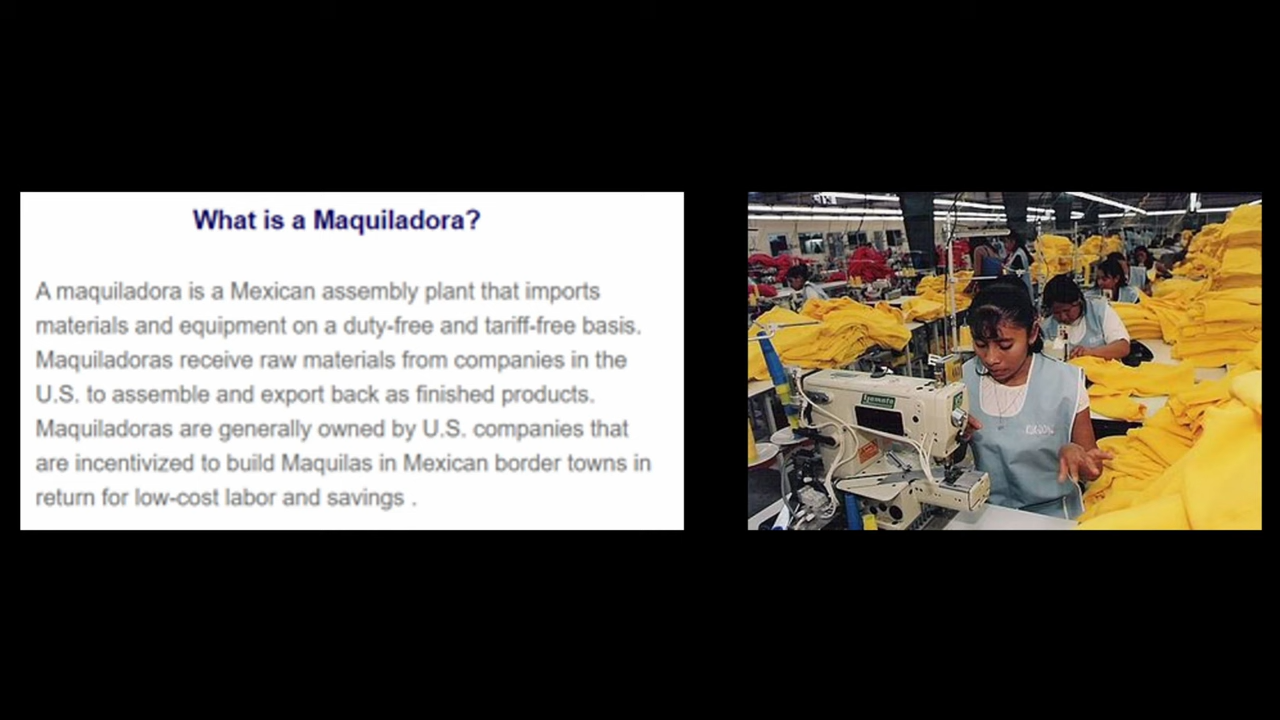 What is a Maquiladora?
A maquiladora is a Mexican assembly plant that imports
materials and equipment on a duty-free and tariff-free basis.
Maquiladoras receive raw materials from companies in the
U.S. to assemble and export back as finished products.
Maquiladoras are generally owned by U.S. companies that
are incentivized to build Maquilas in Mexican border towns in
return for low-cost labor and savings .